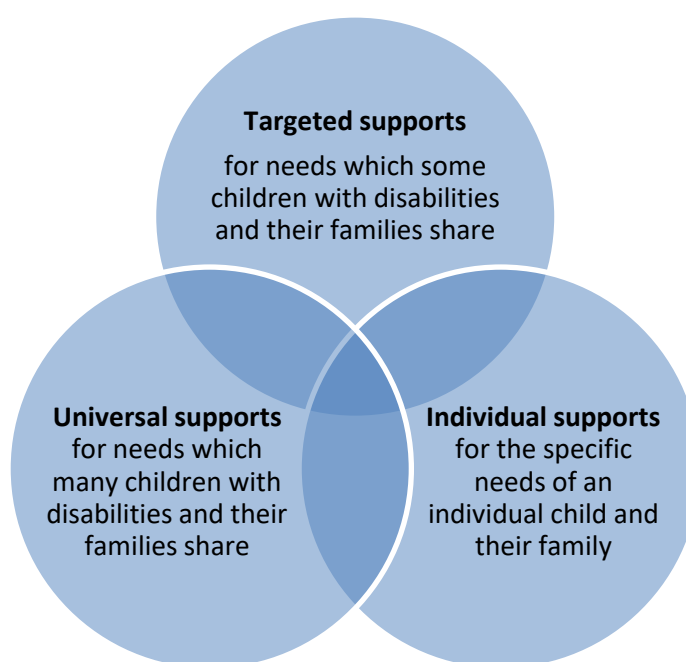 Targeted supports
for needs which some
children with disabilities
and their families share
Universal supports
for needs which
many children with
disabilities and their
families share
Individual supports
for the specific
needs of an
individual child and
their family